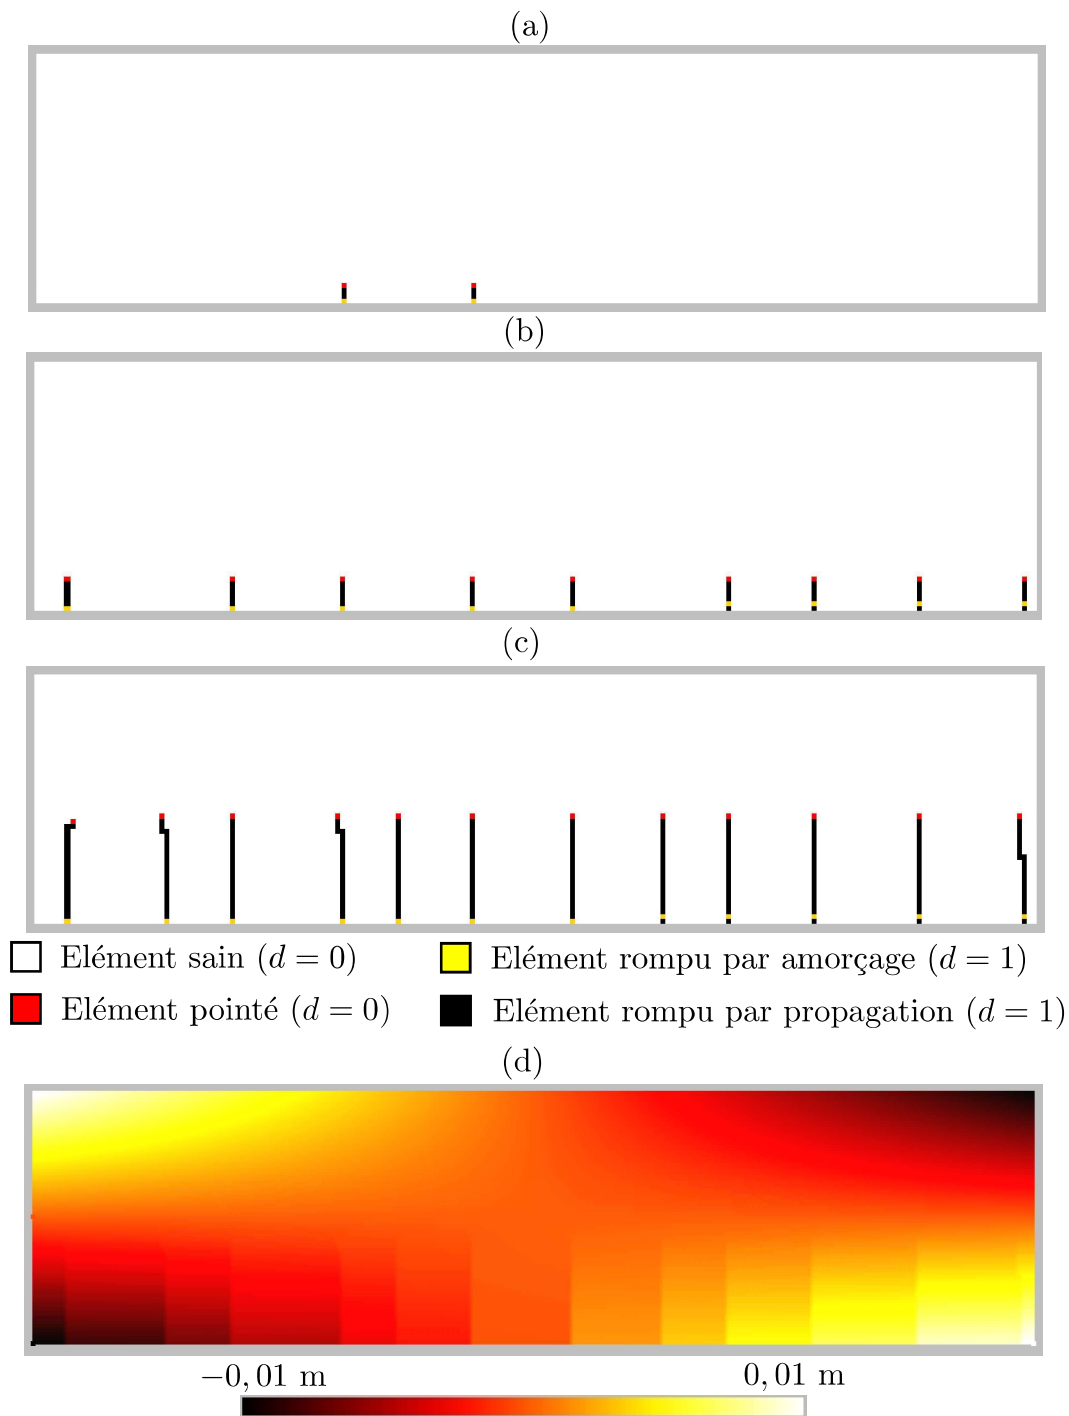 (a)
(b)
(c)
Elément sain (d = 0)
Elément rompu par amorçage (d = 1)
Elément pointé (d = 0)
Elément rompu par propagation (d = 1)
(d)
−0, 01 m
0, 01 m